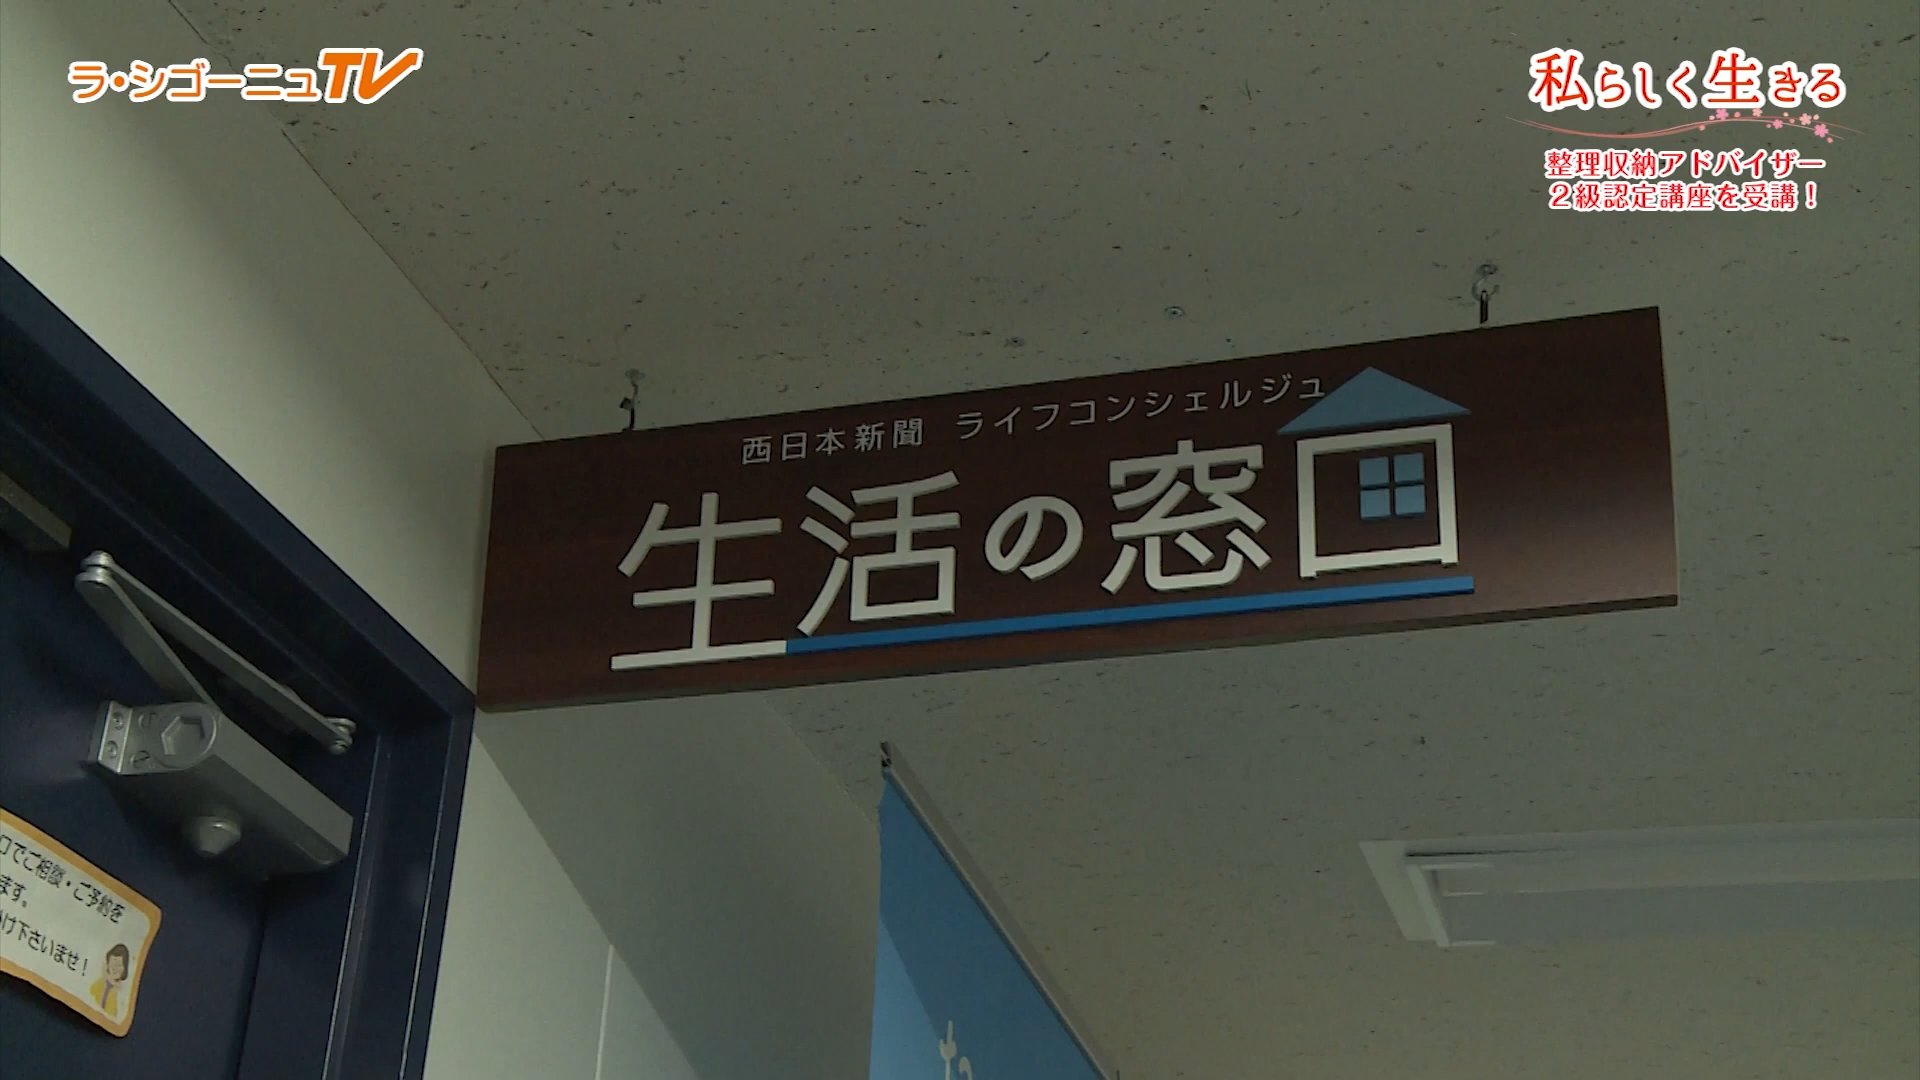 ラ・シゴーニュTV
私らしく生きる
整理収納アドバイザー
2級認定講座を受講！
西日本新聞 ライフコンシェルジュ
生活の窓口
口でご相談・ご予約を
ます。
け下さいませ！